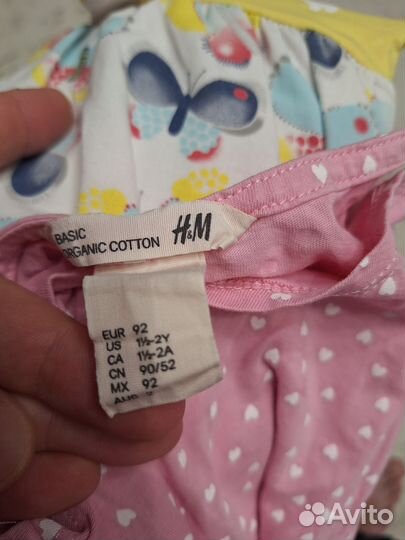 BASIC
ORGANIC COTTON
H&M
EUR 92
US 1½-2Y
CA 1½-2A
CN 90/52
MX 92
Avito